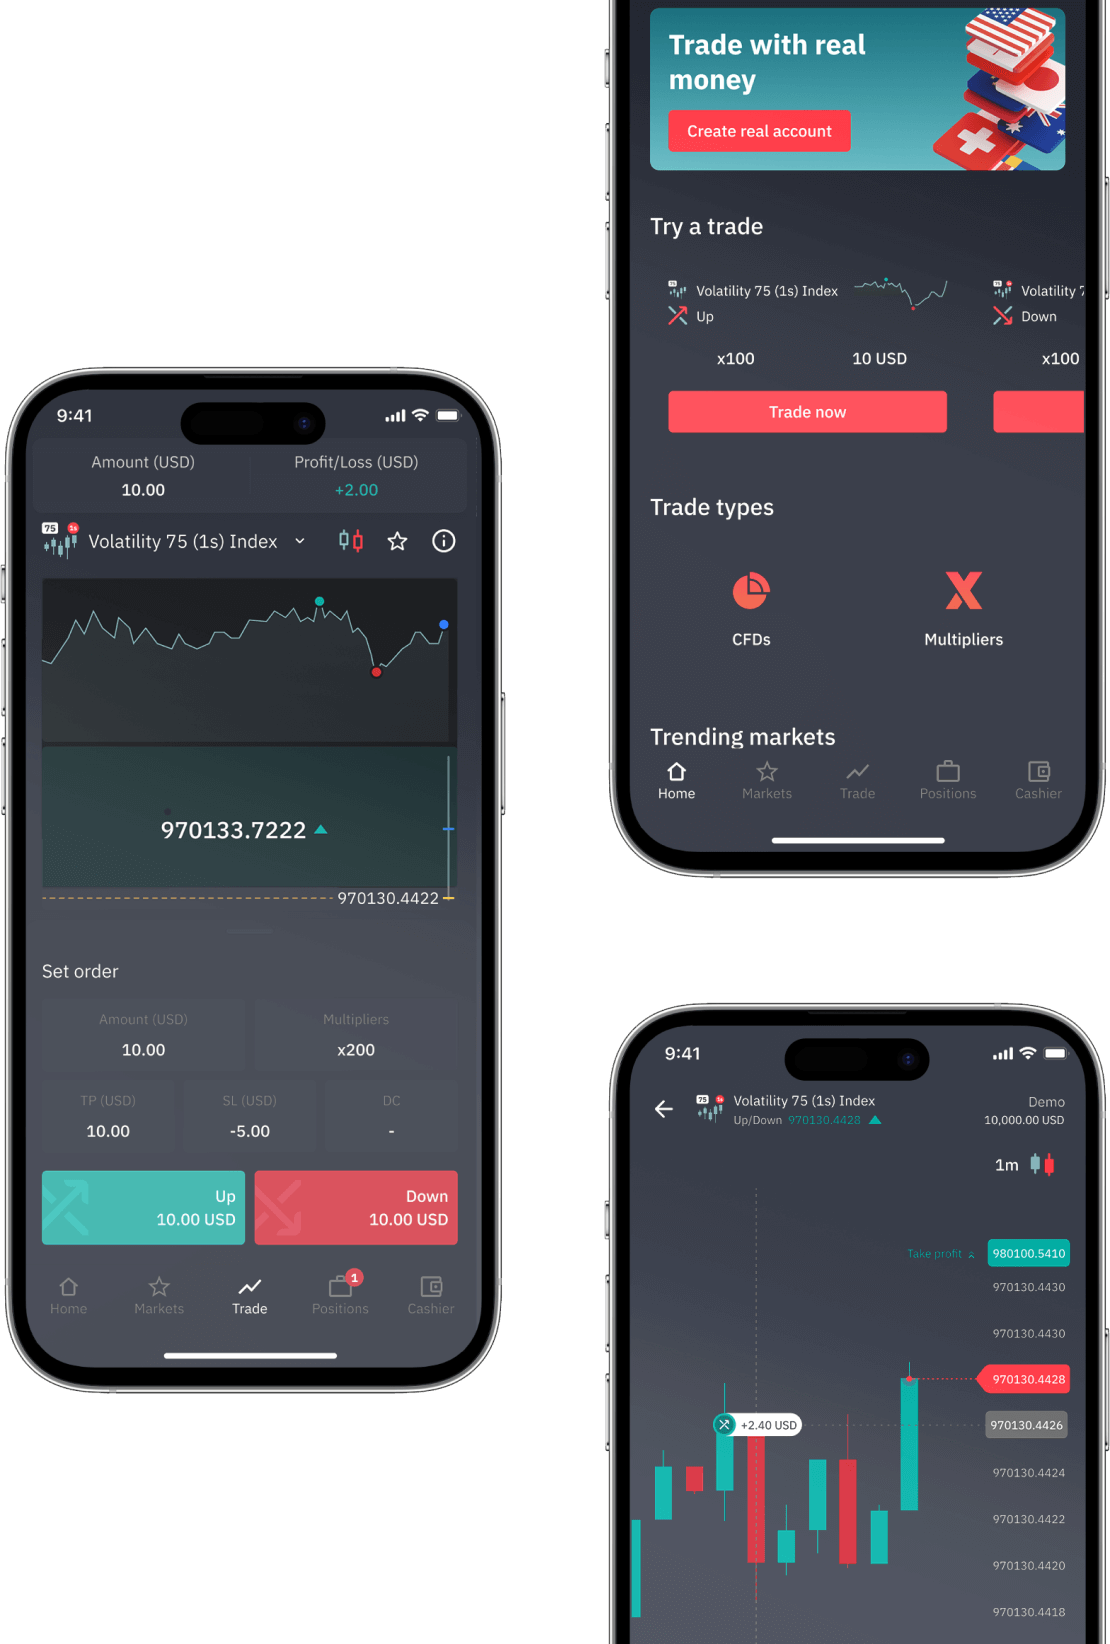 Trade with real
money
Create real account
Try a trade
Volatility 75 (1s) Index
Up
x100
10 USD
Trade now
Volatility 7
Down
x100
Trade types
CFDs
Multipliers
Trending markets
Home
Markets
Trade
Positions
Cashier
9:41
Amount (USD)
10.00
Profit/Loss (USD)
+2.00
75
1s
Volatility 75 (1s) Index
970133.7222
970130.4422
Set order
Amount (USD)
10.00
Multipliers
x200
TP (USD)
10.00
SL (USD)
-5.00
DC
-
Up
10.00 USD
Down
10.00 USD
Home
Markets
Trade
1
Positions
Cashier
9:41
75
Volatility 75 (1s) Index
Up/Down 970130.4428
Demo
10,000.00 USD
1m
Take profit
980100.5410
970130.4430
970130.4430
970130.4428
+2.40 USD
970130.4426
970130.4424
970130.4422
970130.4420
970130.4418